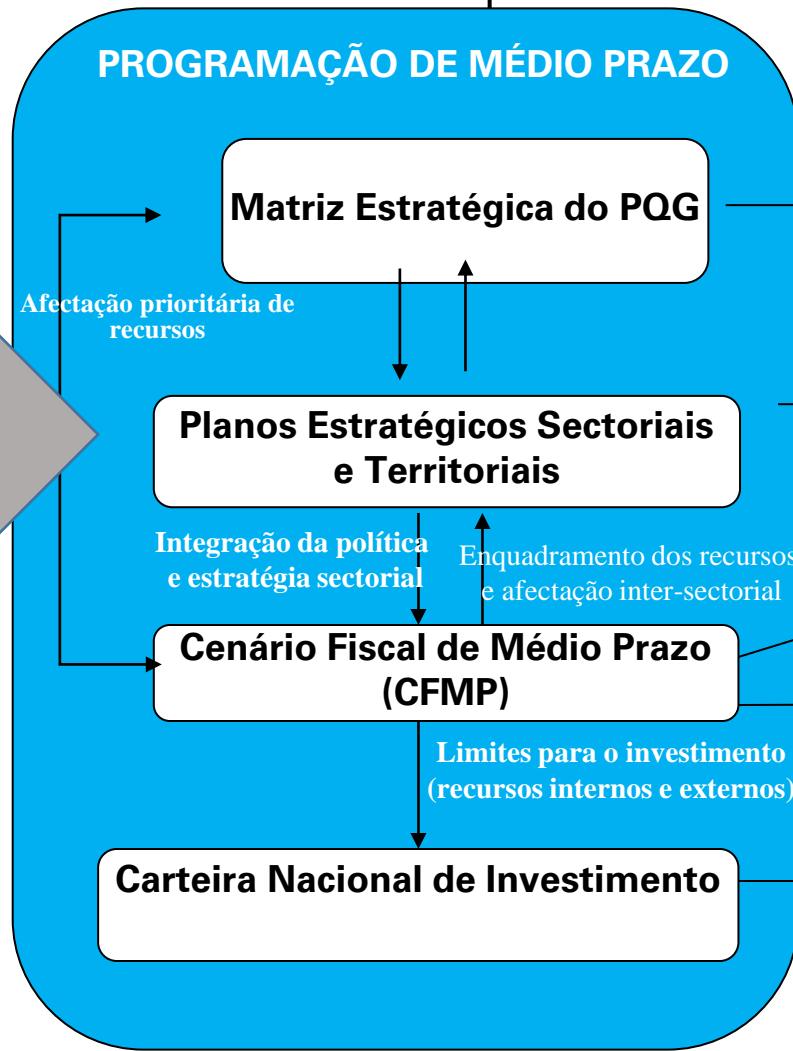 PROGRAMAÇÃO DE MÉDIO PRAZO
Matriz Estratégica do PQG
Afectação prioritária de
recursos
Planos Estratégicos Sectoriais
e Territoriais
Integração da política
e estratégia sectorial
Enquadramento dos recursos
e afectação inter-sectorial
Cenário Fiscal de Médio Prazo
(CFMP)
Limites para o investimento
(recursos internos e externos)
Carteira Nacional de Investimento